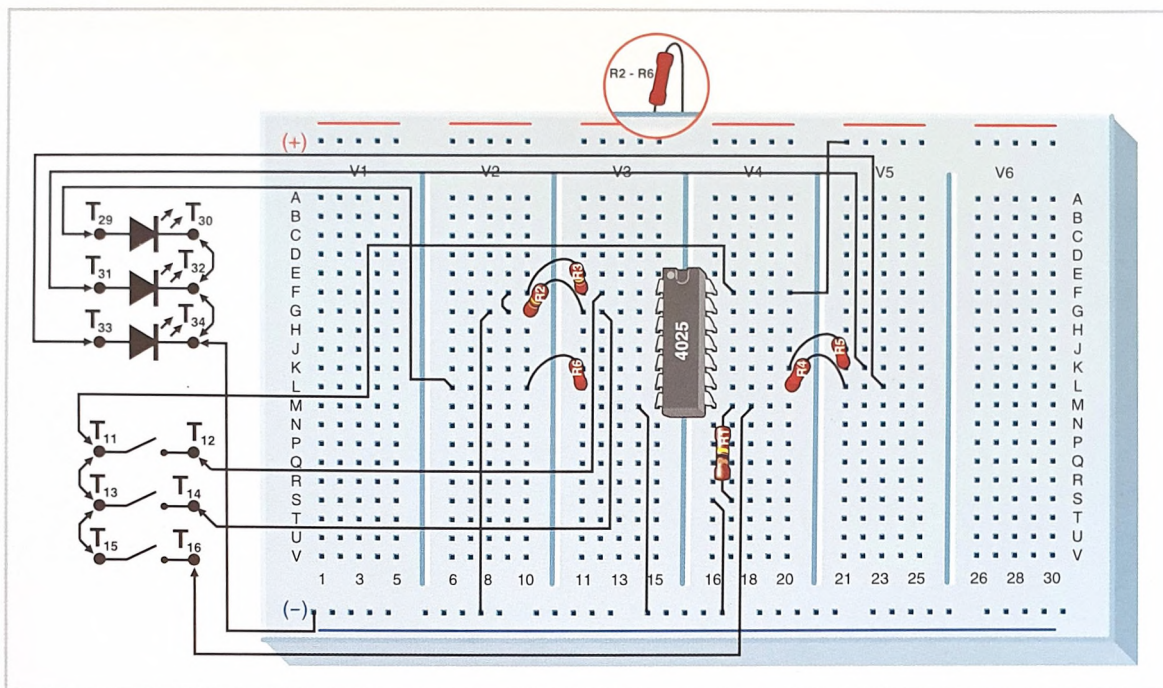 R2 - R6
(+)
V1 V2 V3 V4 V5 V6
A A
B B
C C
D D
E E
F F
G G
H H
J J
K K
L L
M M
N N
P P
Q Q
R R
S S
T T
U U
V V
T29 T30
T31 T32
T33 T34
T11 T12
T13 T14
T15 T16
R3
R2
R6
4025
R5
R4
R1
1 3 5 6 8 10 11 13 15 16 18 20 21 23 25 26 28 30
(−)